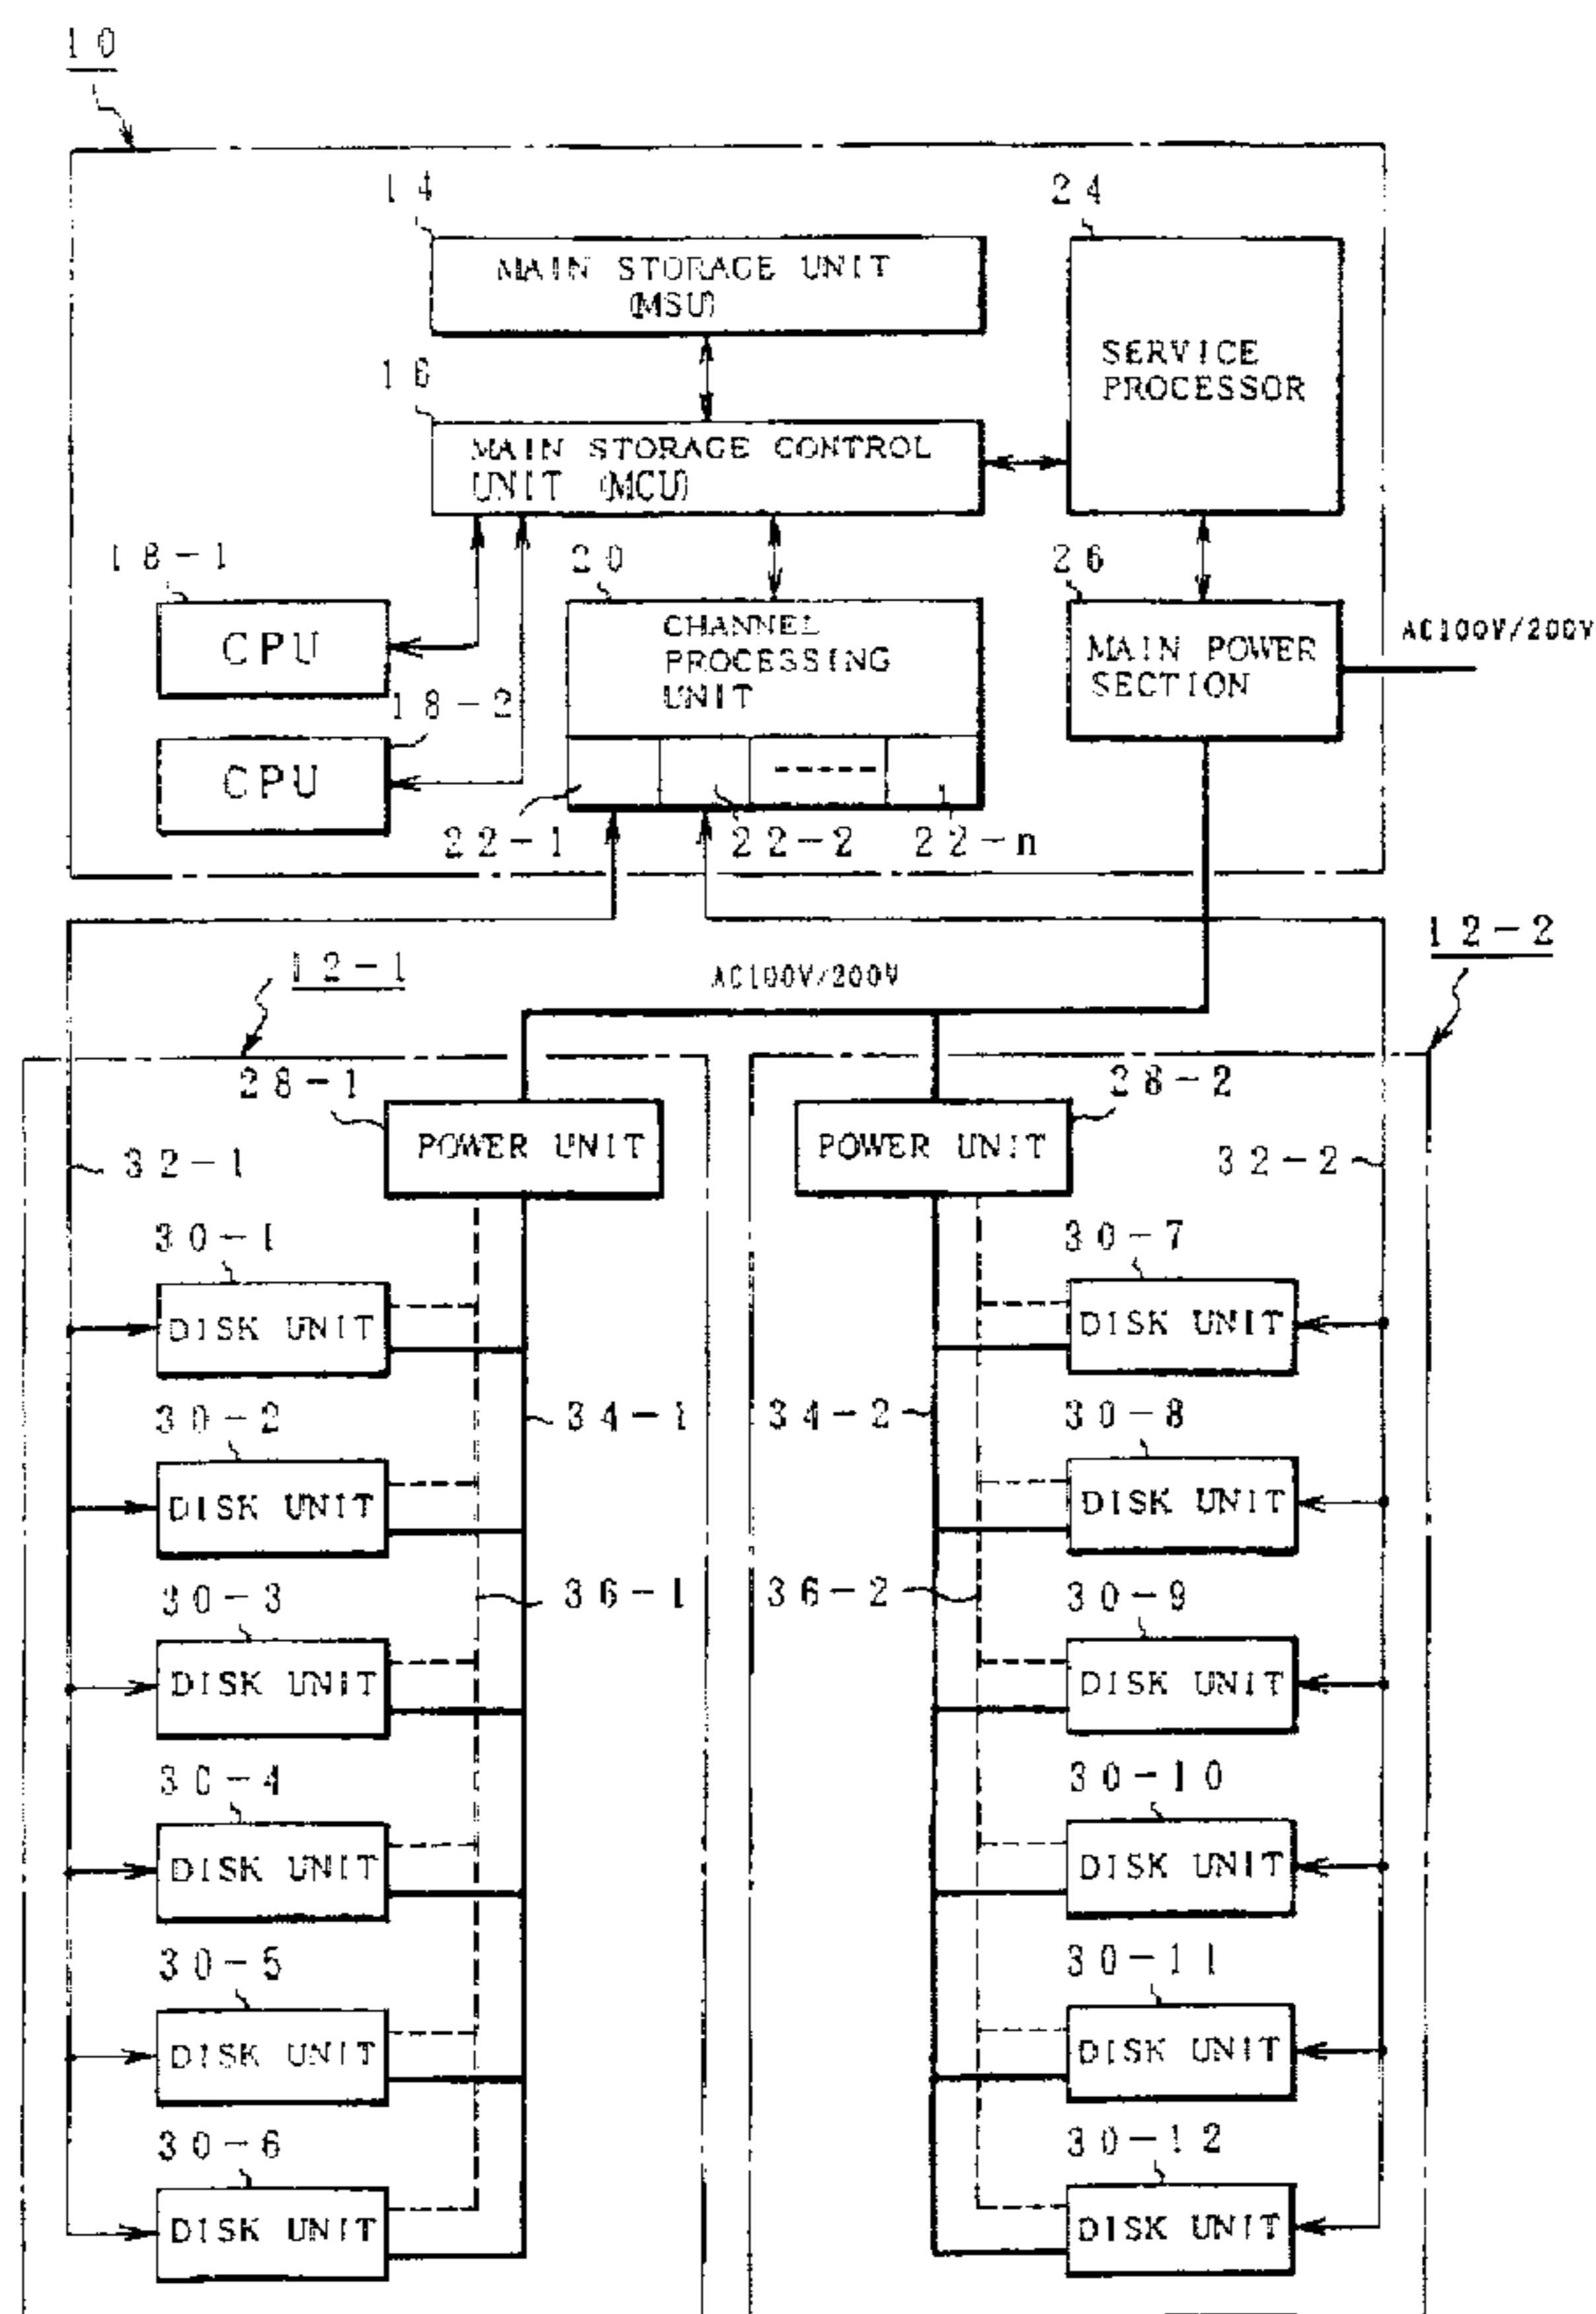 10
14
24
MAIN STORAGE UNIT
(MSU)
SERVICE
PROCESSOR
16
MAIN STORAGE CONTROL
UNIT (MCU)
18-1
20
26
CPU
CHANNEL
PROCESSING
UNIT
MAIN POWER
SECTION
AC100V/200V
18-2
CPU
22-1
22-2
22-n
12-1
AC100V/200V
12-2
28-1
28-2
POWER UNIT
POWER UNIT
32-1
32-2
30-1
30-7
DISK UNIT
DISK UNIT
30-2
34-1
34-2
30-8
DISK UNIT
DISK UNIT
30-3
36-1
36-2
30-9
DISK UNIT
DISK UNIT
30-4
30-10
DISK UNIT
DISK UNIT
30-5
30-11
DISK UNIT
DISK UNIT
30-6
30-12
DISK UNIT
DISK UNIT